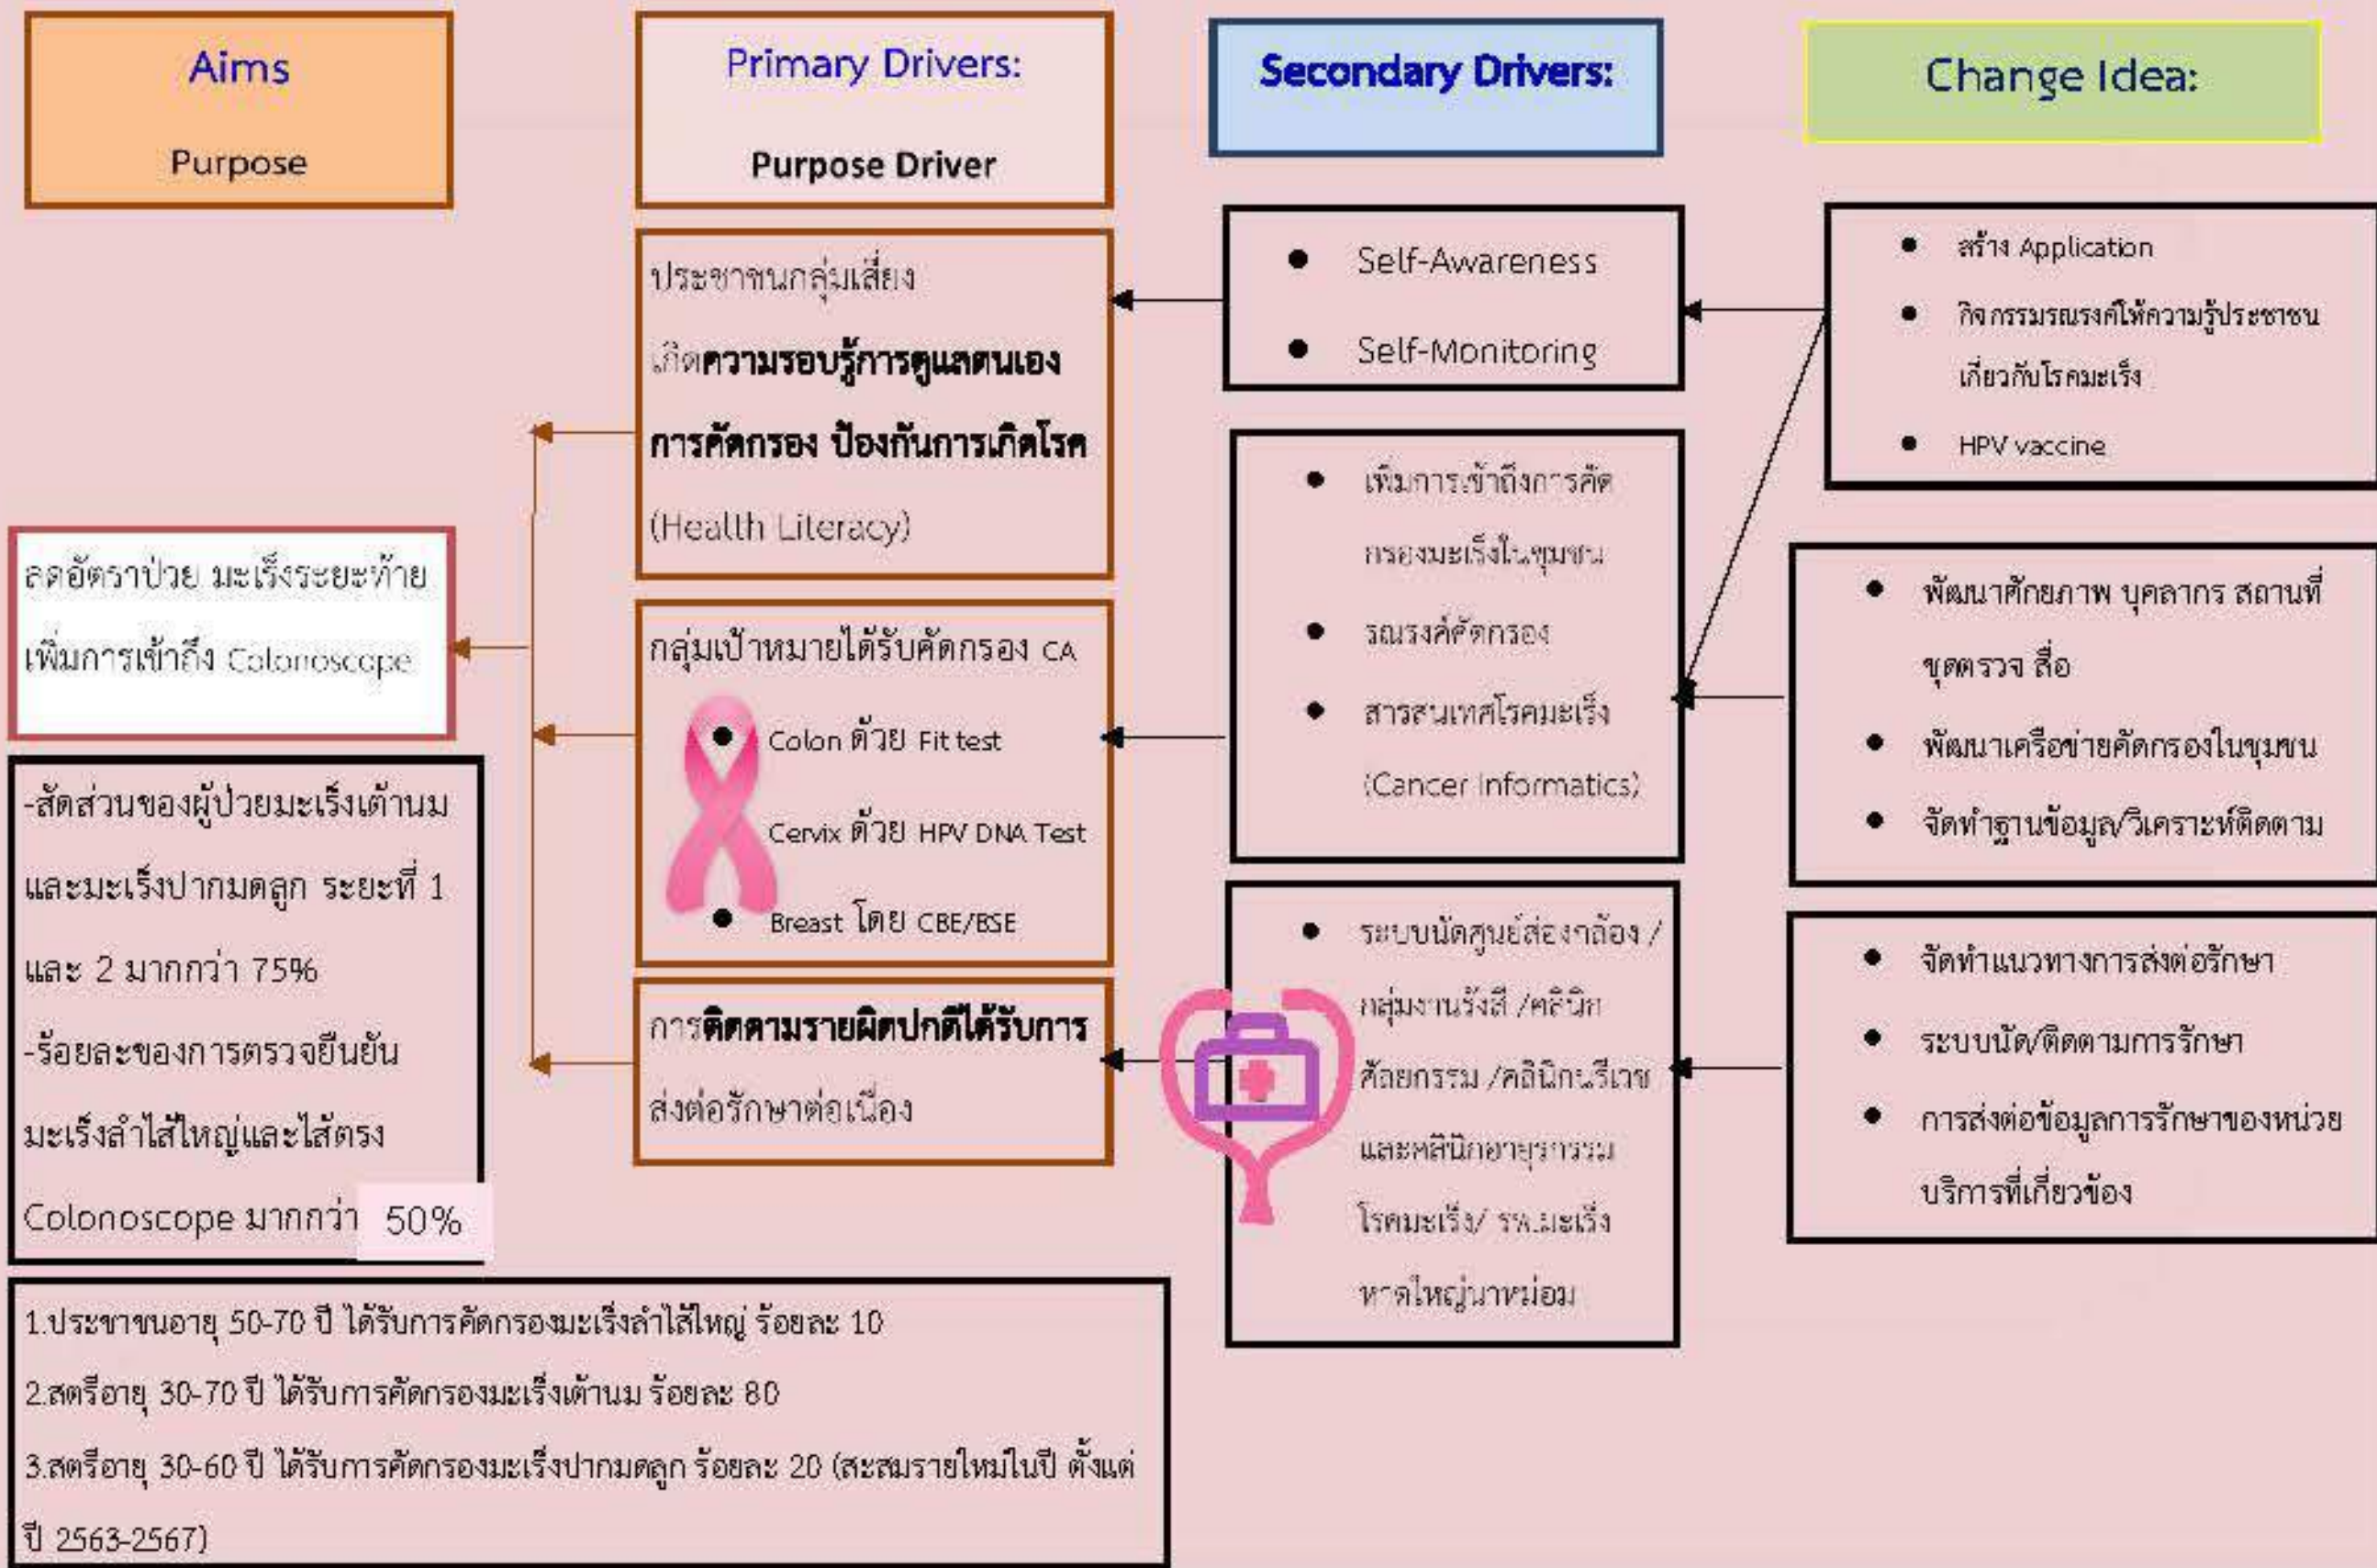 Aims
Purpose
Primary Drivers:
Purpose Driver
Secondary Drivers:
Change Idea:
ลดอัตราป่วย มะเร็งระยะท้าย
เพิ่มการเข้าถึง Colonoscope
-สัดส่วนของผู้ป่วยมะเร็งเต้านม
และมะเร็งปากมดลูก ระยะที่ 1
และ 2 มากกว่า 75%
-ร้อยละของการตรวจยืนยัน
มะเร็งลำไส้ใหญ่และไส้ตรง
Colonoscope มากกว่า 50%
ประชาชนกลุ่มเสี่ยง
เกิดความรอบรู้การดูแลตนเอง
การคัดกรอง ป้องกันการเกิดโรค
(Health Literacy)
กลุ่มเป้าหมายได้รับคัดกรอง CA
• Colon ด้วย Fit test
Cervix ด้วย HPV DNA Test
• Breast โดย CBE/BSE
การติดตามรายผิดปกติได้รับการ
ส่งต่อรักษาต่อเนื่อง
• Self-Awareness
• Self-Monitoring
• เพิ่มการเข้าถึงการคัด
กรองมะเร็งในชุมชน
• รณรงค์คัดกรอง
• สารสนเทศโรคมะเร็ง
(Cancer Informatics)
• ระบบนัดศูนย์ส่องกล้อง /
กลุ่มงานรังสี /คลินิก
ศัลยกรรม /คลินิกนรีเวช
และคลินิกอายุรกรรม
โรคมะเร็ง/ รพ.มะเร็ง
หาดใหญ่นาหม่อม
• สร้าง Application
• กิจกรรมรณรงค์ให้ความรู้ประชาชน
เกี่ยวกับโรคมะเร็ง
• HPV vaccine
• พัฒนาศักยภาพ บุคลากร สถานที่
ชุดตรวจ สื่อ
• พัฒนาเครือข่ายคัดกรองในชุมชน
• จัดทำฐานข้อมูล/วิเคราะห์ติดตาม
• จัดทำแนวทางการส่งต่อรักษา
• ระบบนัด/ติดตามการรักษา
• การส่งต่อข้อมูลการรักษาของหน่วย
บริการที่เกี่ยวข้อง
1.ประชาชนอายุ 50-70 ปี ได้รับการคัดกรองมะเร็งลำไส้ใหญ่ ร้อยละ 10
2.สตรีอายุ 30-70 ปี ได้รับการคัดกรองมะเร็งเต้านม ร้อยละ 80
3.สตรีอายุ 30-60 ปี ได้รับการคัดกรองมะเร็งปากมดลูก ร้อยละ 20 (สะสมรายใหม่ในปี ตั้งแต่
ปี 2563-2567)